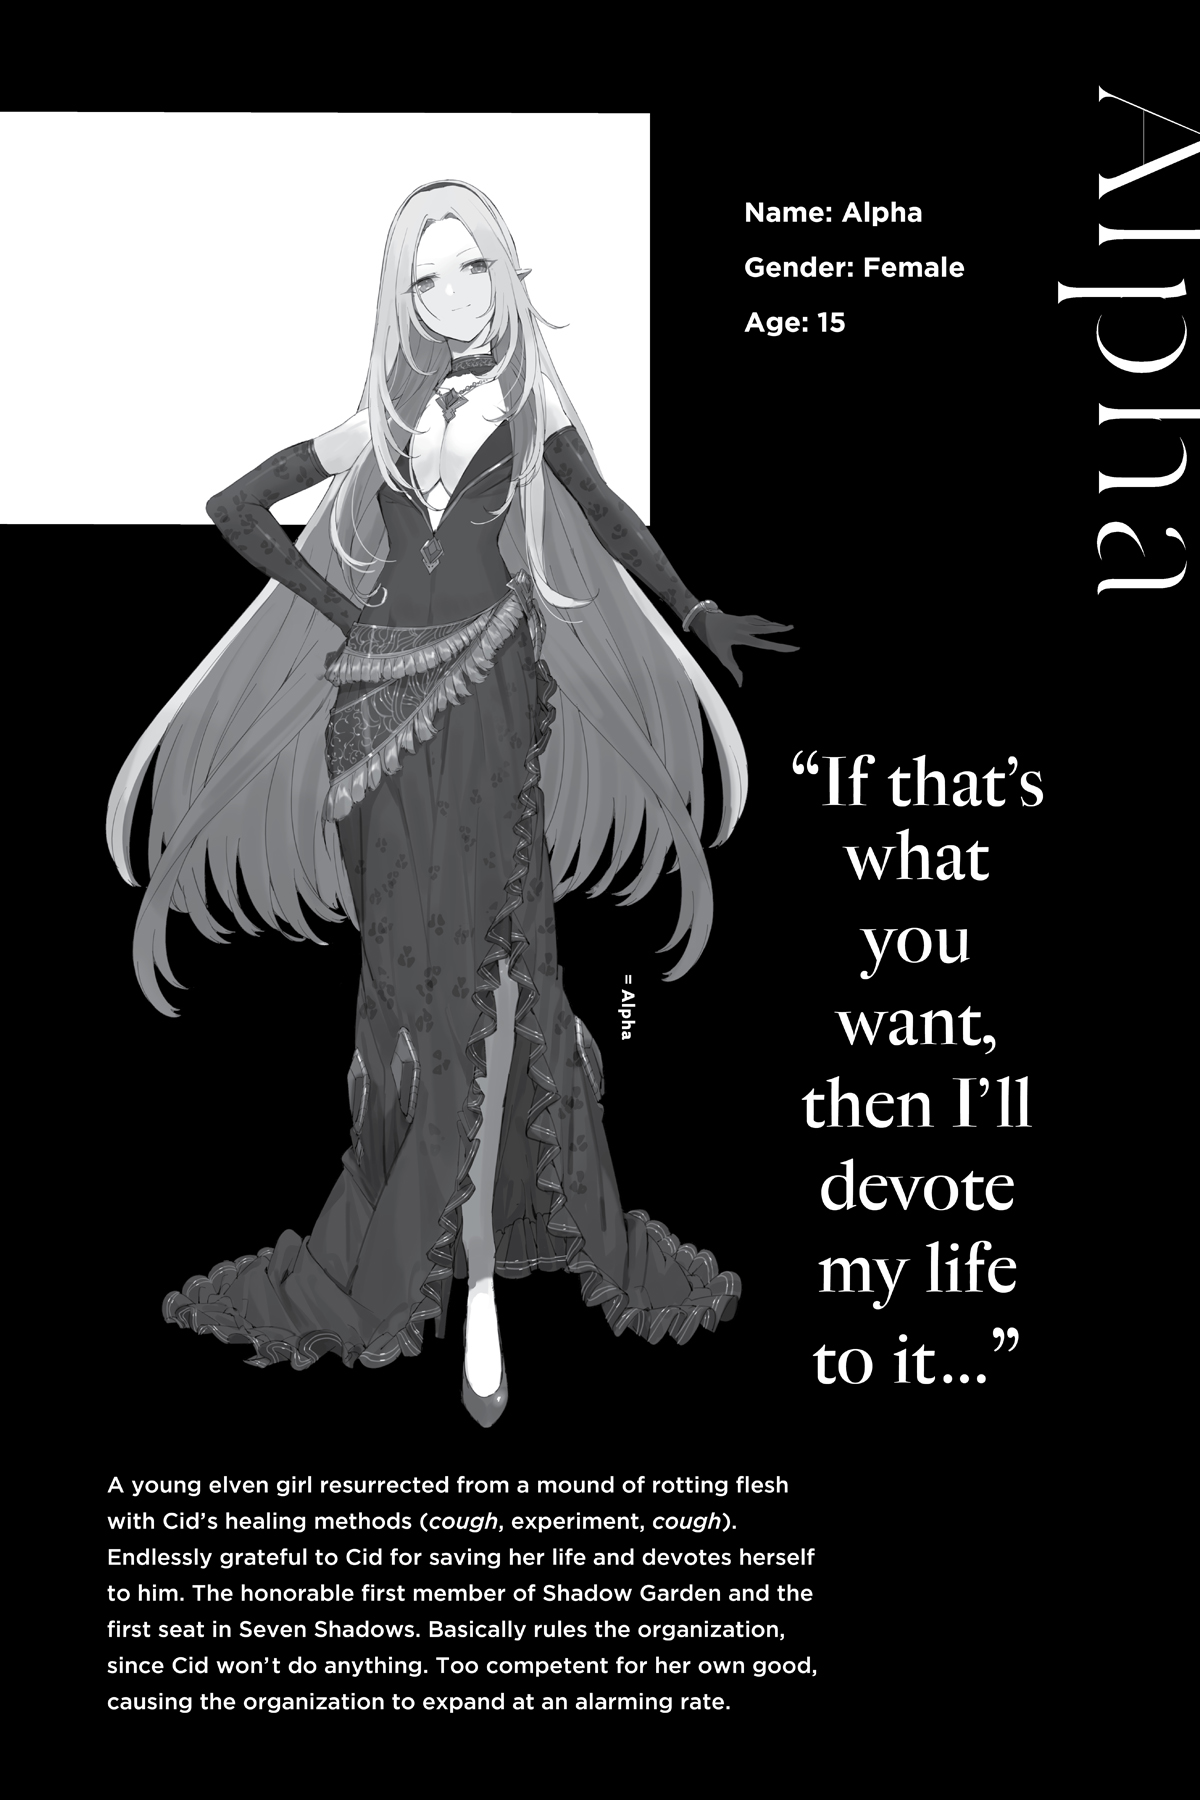 Alpha
Name: Alpha
Gender: Female
Age: 15
“If that’s
what
you
want,
then I’ll
devote
my life
to it...”
= Alpha
A young elven girl resurrected from a mound of rotting flesh
with Cid’s healing methods (cough, experiment, cough).
Endlessly grateful to Cid for saving her life and devotes herself
to him. The honorable first member of Shadow Garden and the
first seat in Seven Shadows. Basically rules the organization,
since Cid won’t do anything. Too competent for her own good,
causing the organization to expand at an alarming rate.